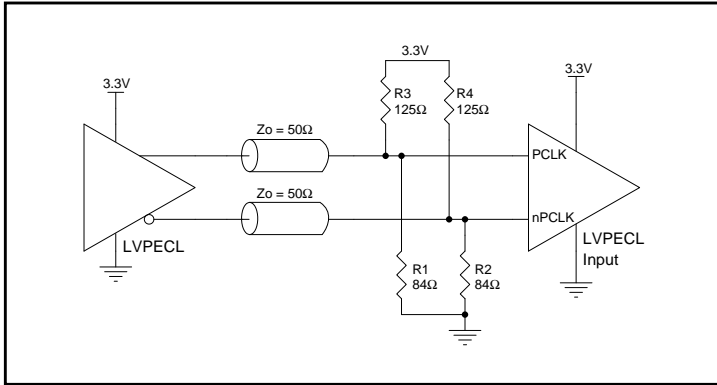 3.3V
3.3V
3.3V
R3
125Ω
R4
125Ω
Zo = 50Ω
PCLK
Zo = 50Ω
nPCLK
LVPECL
LVPECL
Input
R1
84Ω
R2
84Ω